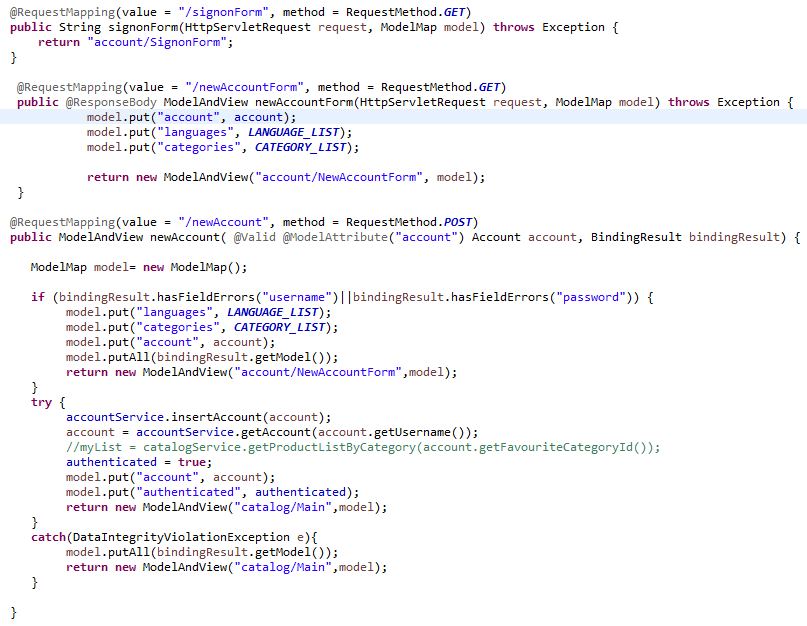 @RequestMapping(value = "/signonForm", method = RequestMethod.GET)
public String signonForm(HttpServletRequest request, ModelMap model) throws Exception {
    return "account/SignonForm";
}

 @RequestMapping(value = "/newAccountForm", method = RequestMethod.GET)
 public @ResponseBody ModelAndView newAccountForm(HttpServletRequest request, ModelMap model) throws Exception {
           model.put("account", account);
           model.put("languages", LANGUAGE_LIST);
           model.put("categories", CATEGORY_LIST);

           return new ModelAndView("account/NewAccountForm", model);
 }

@RequestMapping(value = "/newAccount", method = RequestMethod.POST)
public ModelAndView newAccount( @Valid @ModelAttribute("account") Account account, BindingResult bindingResult) {

   ModelMap model= new ModelMap();

   if (bindingResult.hasFieldErrors("username")||bindingResult.hasFieldErrors("password")) {
        model.put("languages", LANGUAGE_LIST);
        model.put("categories", CATEGORY_LIST);
        model.put("account", account);
        model.putAll(bindingResult.getModel());
        return new ModelAndView("account/NewAccountForm",model);
   }
   try {
        accountService.insertAccount(account);
        account = accountService.getAccount(account.getUsername());
        //myList = catalogService.getProductListByCategory(account.getFavouriteCategoryId());
        authenticated = true;
        model.put("account", account);
        model.put("authenticated", authenticated);
        return new ModelAndView("catalog/Main",model);
   }
   catch(DataIntegrityViolationException e){
        model.putAll(bindingResult.getModel());
        return new ModelAndView("catalog/Main",model);
   }

}